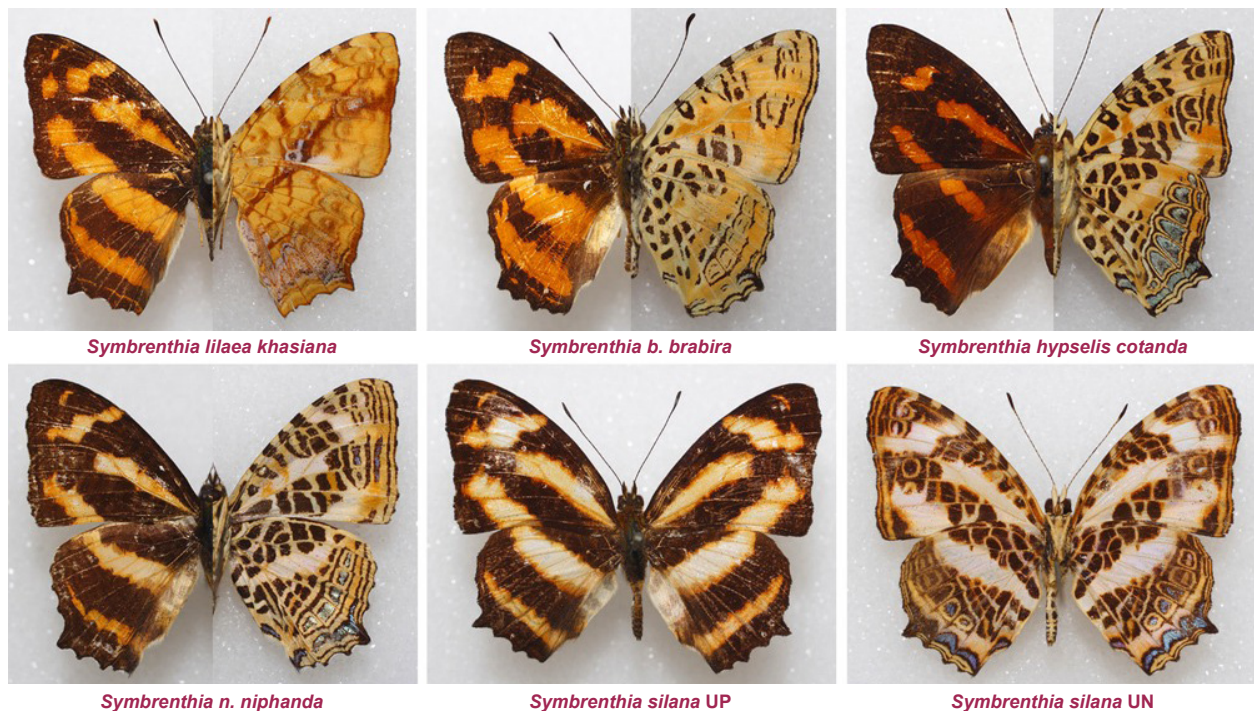 Symbrenthia lilaea khasiana
Symbrenthia b. brabira
Symbrenthia hypselis cotanda
Symbrenthia n. niphanda
Symbrenthia silana UP
Symbrenthia silana UN